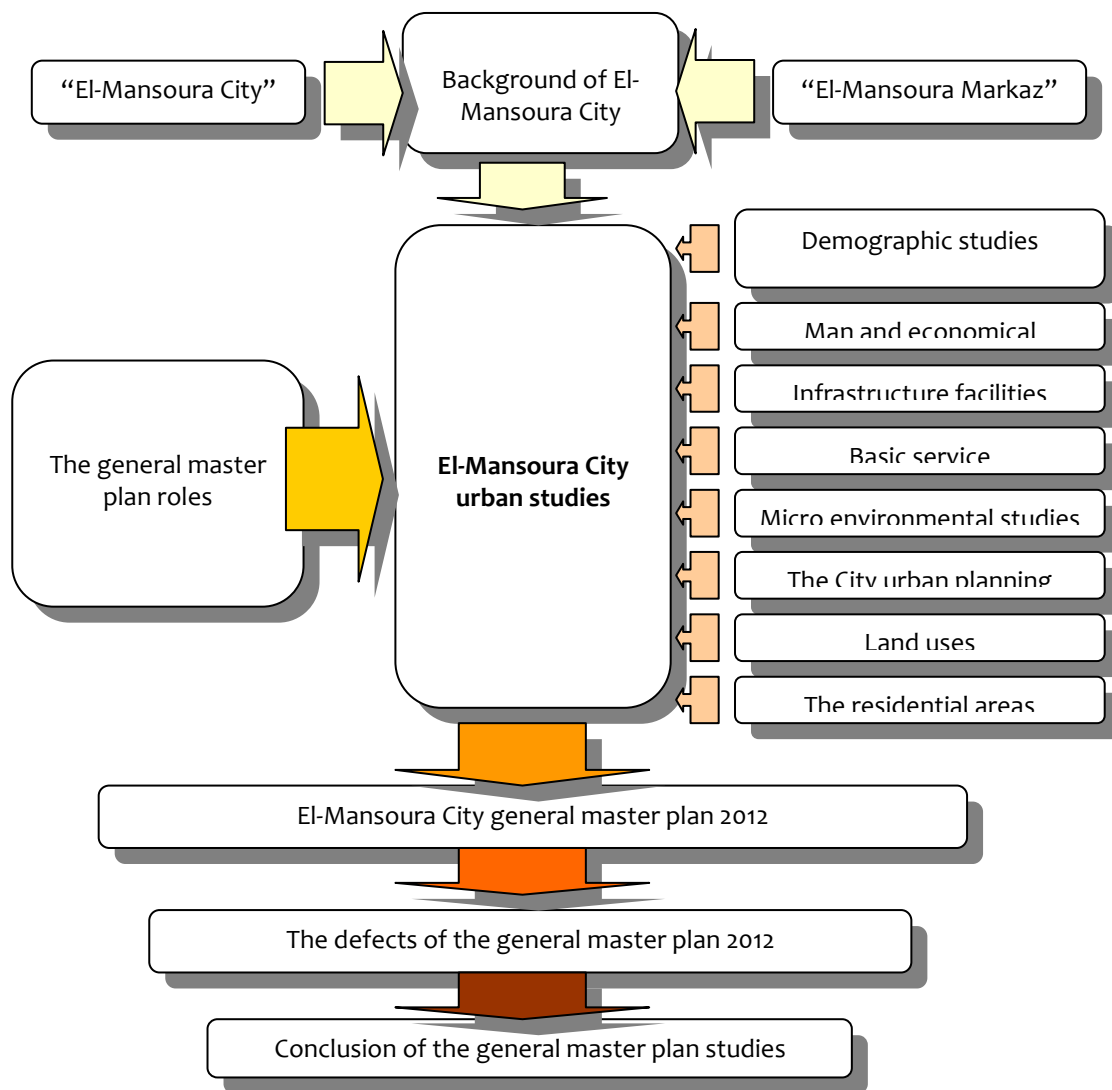 “El-Mansoura City”
Background of El-
Mansoura City
“El-Mansoura Markaz”
Demographic studies
Man and economical
Infrastructure facilities
Basic service
Micro environmental studies
The City urban planning
Land uses
The residential areas
The general master
plan roles
El-Mansoura City
urban studies
El-Mansoura City general master plan 2012
The defects of the general master plan 2012
Conclusion of the general master plan studies